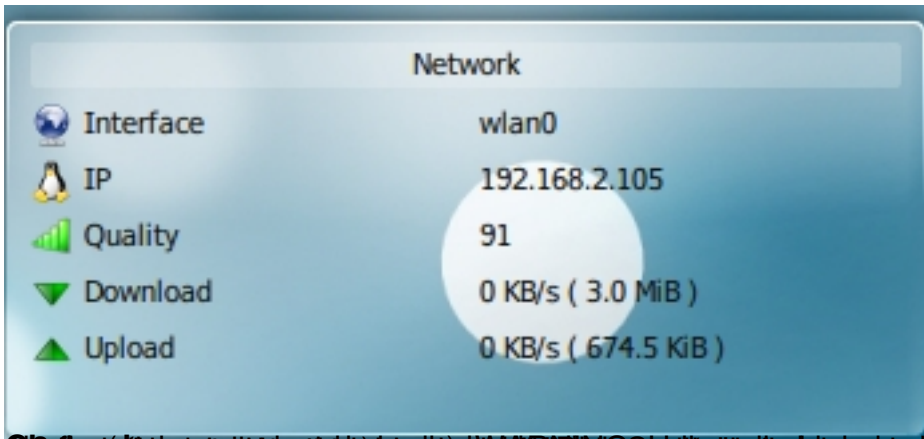 Network
Interface wlan0
IP 192.168.2.105
Quality 91
Download 0 KB/s ( 3.0 MiB )
Upload 0 KB/s ( 674.5 KiB )